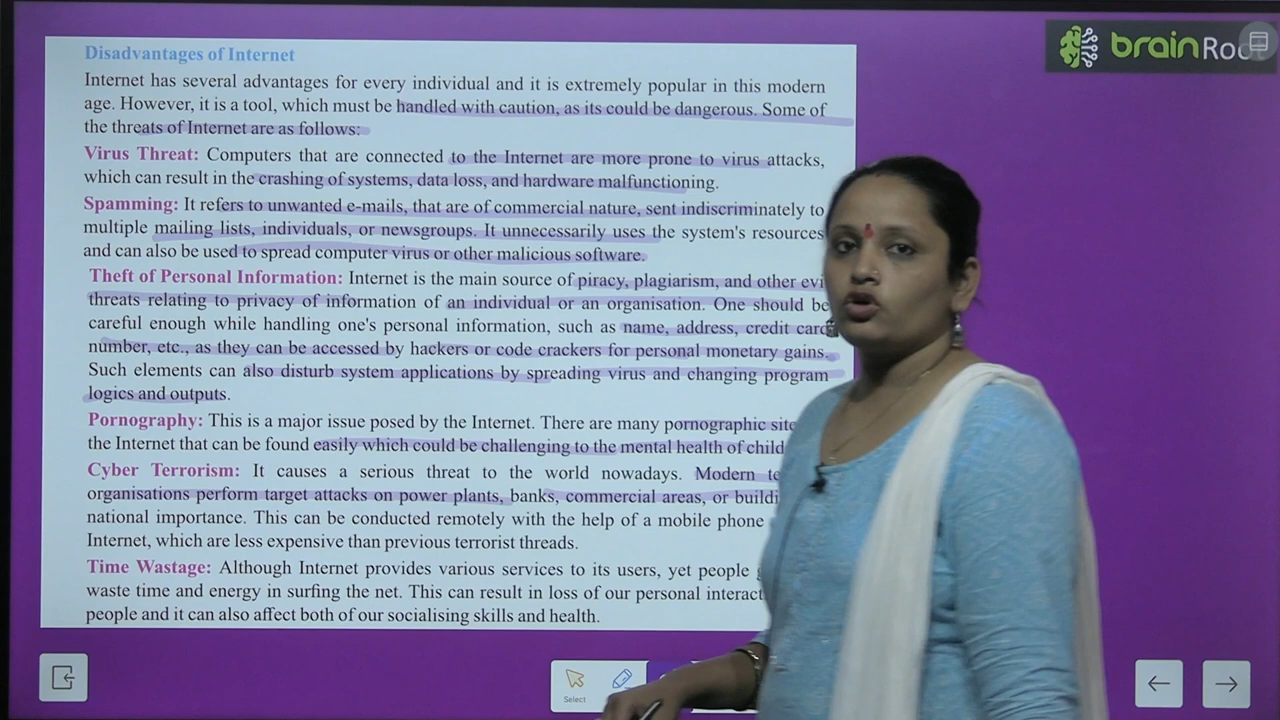 Disadvantages of Internet
Internet has several advantages for every individual and it is extremely popular in this modern
age. However, it is a tool, which must be handled with caution, as its could be dangerous. Some of
the threats of Internet are as follows:
Virus Threat: Computers that are connected to the Internet are more prone to virus attacks,
which can result in the crashing of systems, data loss, and hardware malfunctioning.
Spamming: It refers to unwanted e-mails, that are of commercial nature, sent indiscriminately to
multiple mailing lists, individuals, or newsgroups. It unnecessarily uses the system's resources
and can also be used to spread computer virus or other malicious software.
Theft of Personal Information: Internet is the main source of piracy, plagiarism, and other evi
threats relating to privacy of information of an individual or an organisation. One should be
careful enough while handling one's personal information, such as name, address, credit card
number, etc., as they can be accessed by hackers or code crackers for personal monetary gains.
Such elements can also disturb system applications by spreading virus and changing program
logics and outputs.
Pornography: This is a major issue posed by the Internet. There are many pornographic site
the Internet that can be found easily which could be challenging to the mental health of child
Cyber Terrorism: It causes a serious threat to the world nowadays. Modern te
organisations perform target attacks on power plants, banks, commercial areas, or buildi
national importance. This can be conducted remotely with the help of a mobile phone
Internet, which are less expensive than previous terrorist threads.
Time Wastage: Although Internet provides various services to its users, yet people
waste time and energy in surfing the net. This can result in loss of our personal interact
people and it can also affect both of our socialising skills and health.
brainRoot
Select